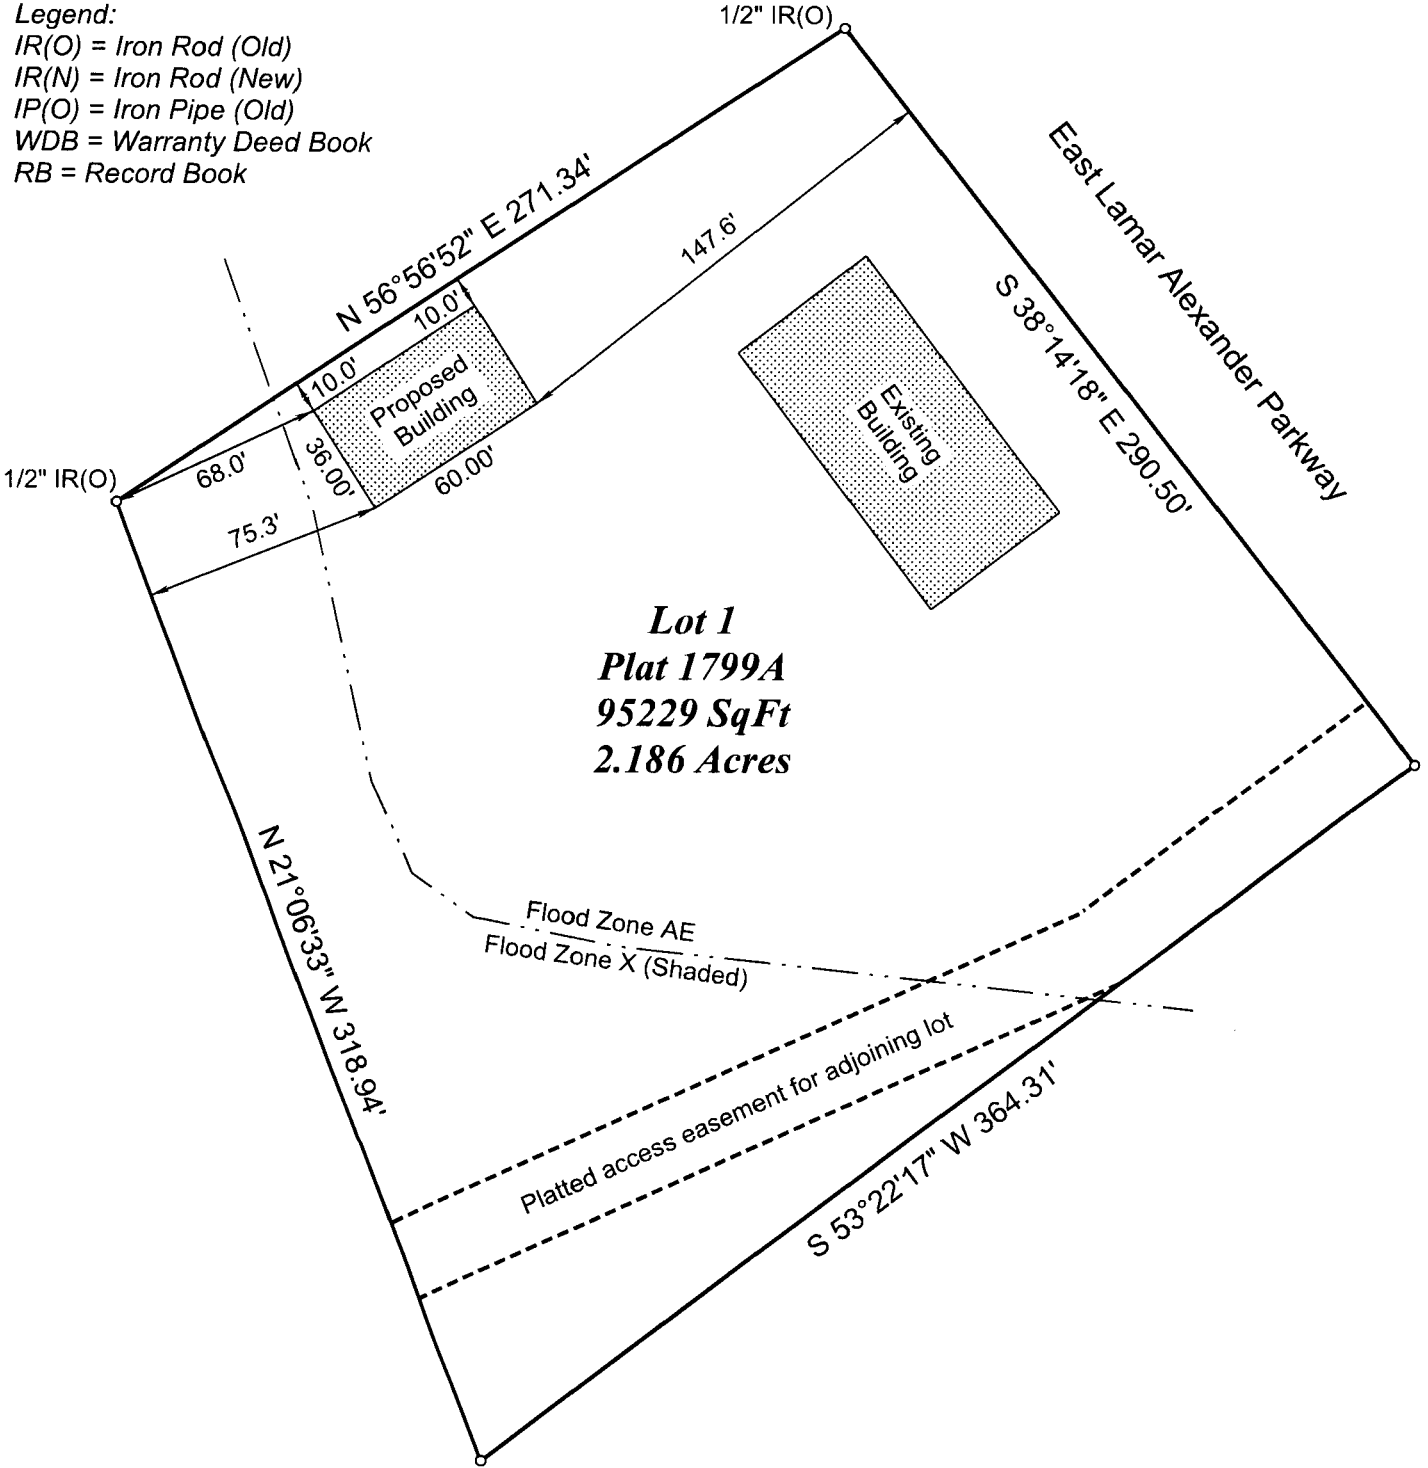 Legend:
IR(O) = Iron Rod (Old)
IR(N) = Iron Rod (New)
IP(O) = Iron Pipe (Old)
WDB = Warranty Deed Book
RB = Record Book
1/2" IR(O)
East Lamar Alexander Parkway
N 56°56'52" E 271.34'
147.6'
S 38°14'18" E 290.50'
10.0'
10.0'
Proposed
Building
Existing
Building
68.0'
36.00'
60.00'
1/2" IR(O)
75.3'
Lot 1
Plat 1799A
95229 SqFt
2.186 Acres
N 21°06'33" W 318.94'
Flood Zone AE
Flood Zone X (Shaded)
Platted access easement for adjoining lot
S 53°22'17" W 364.31'